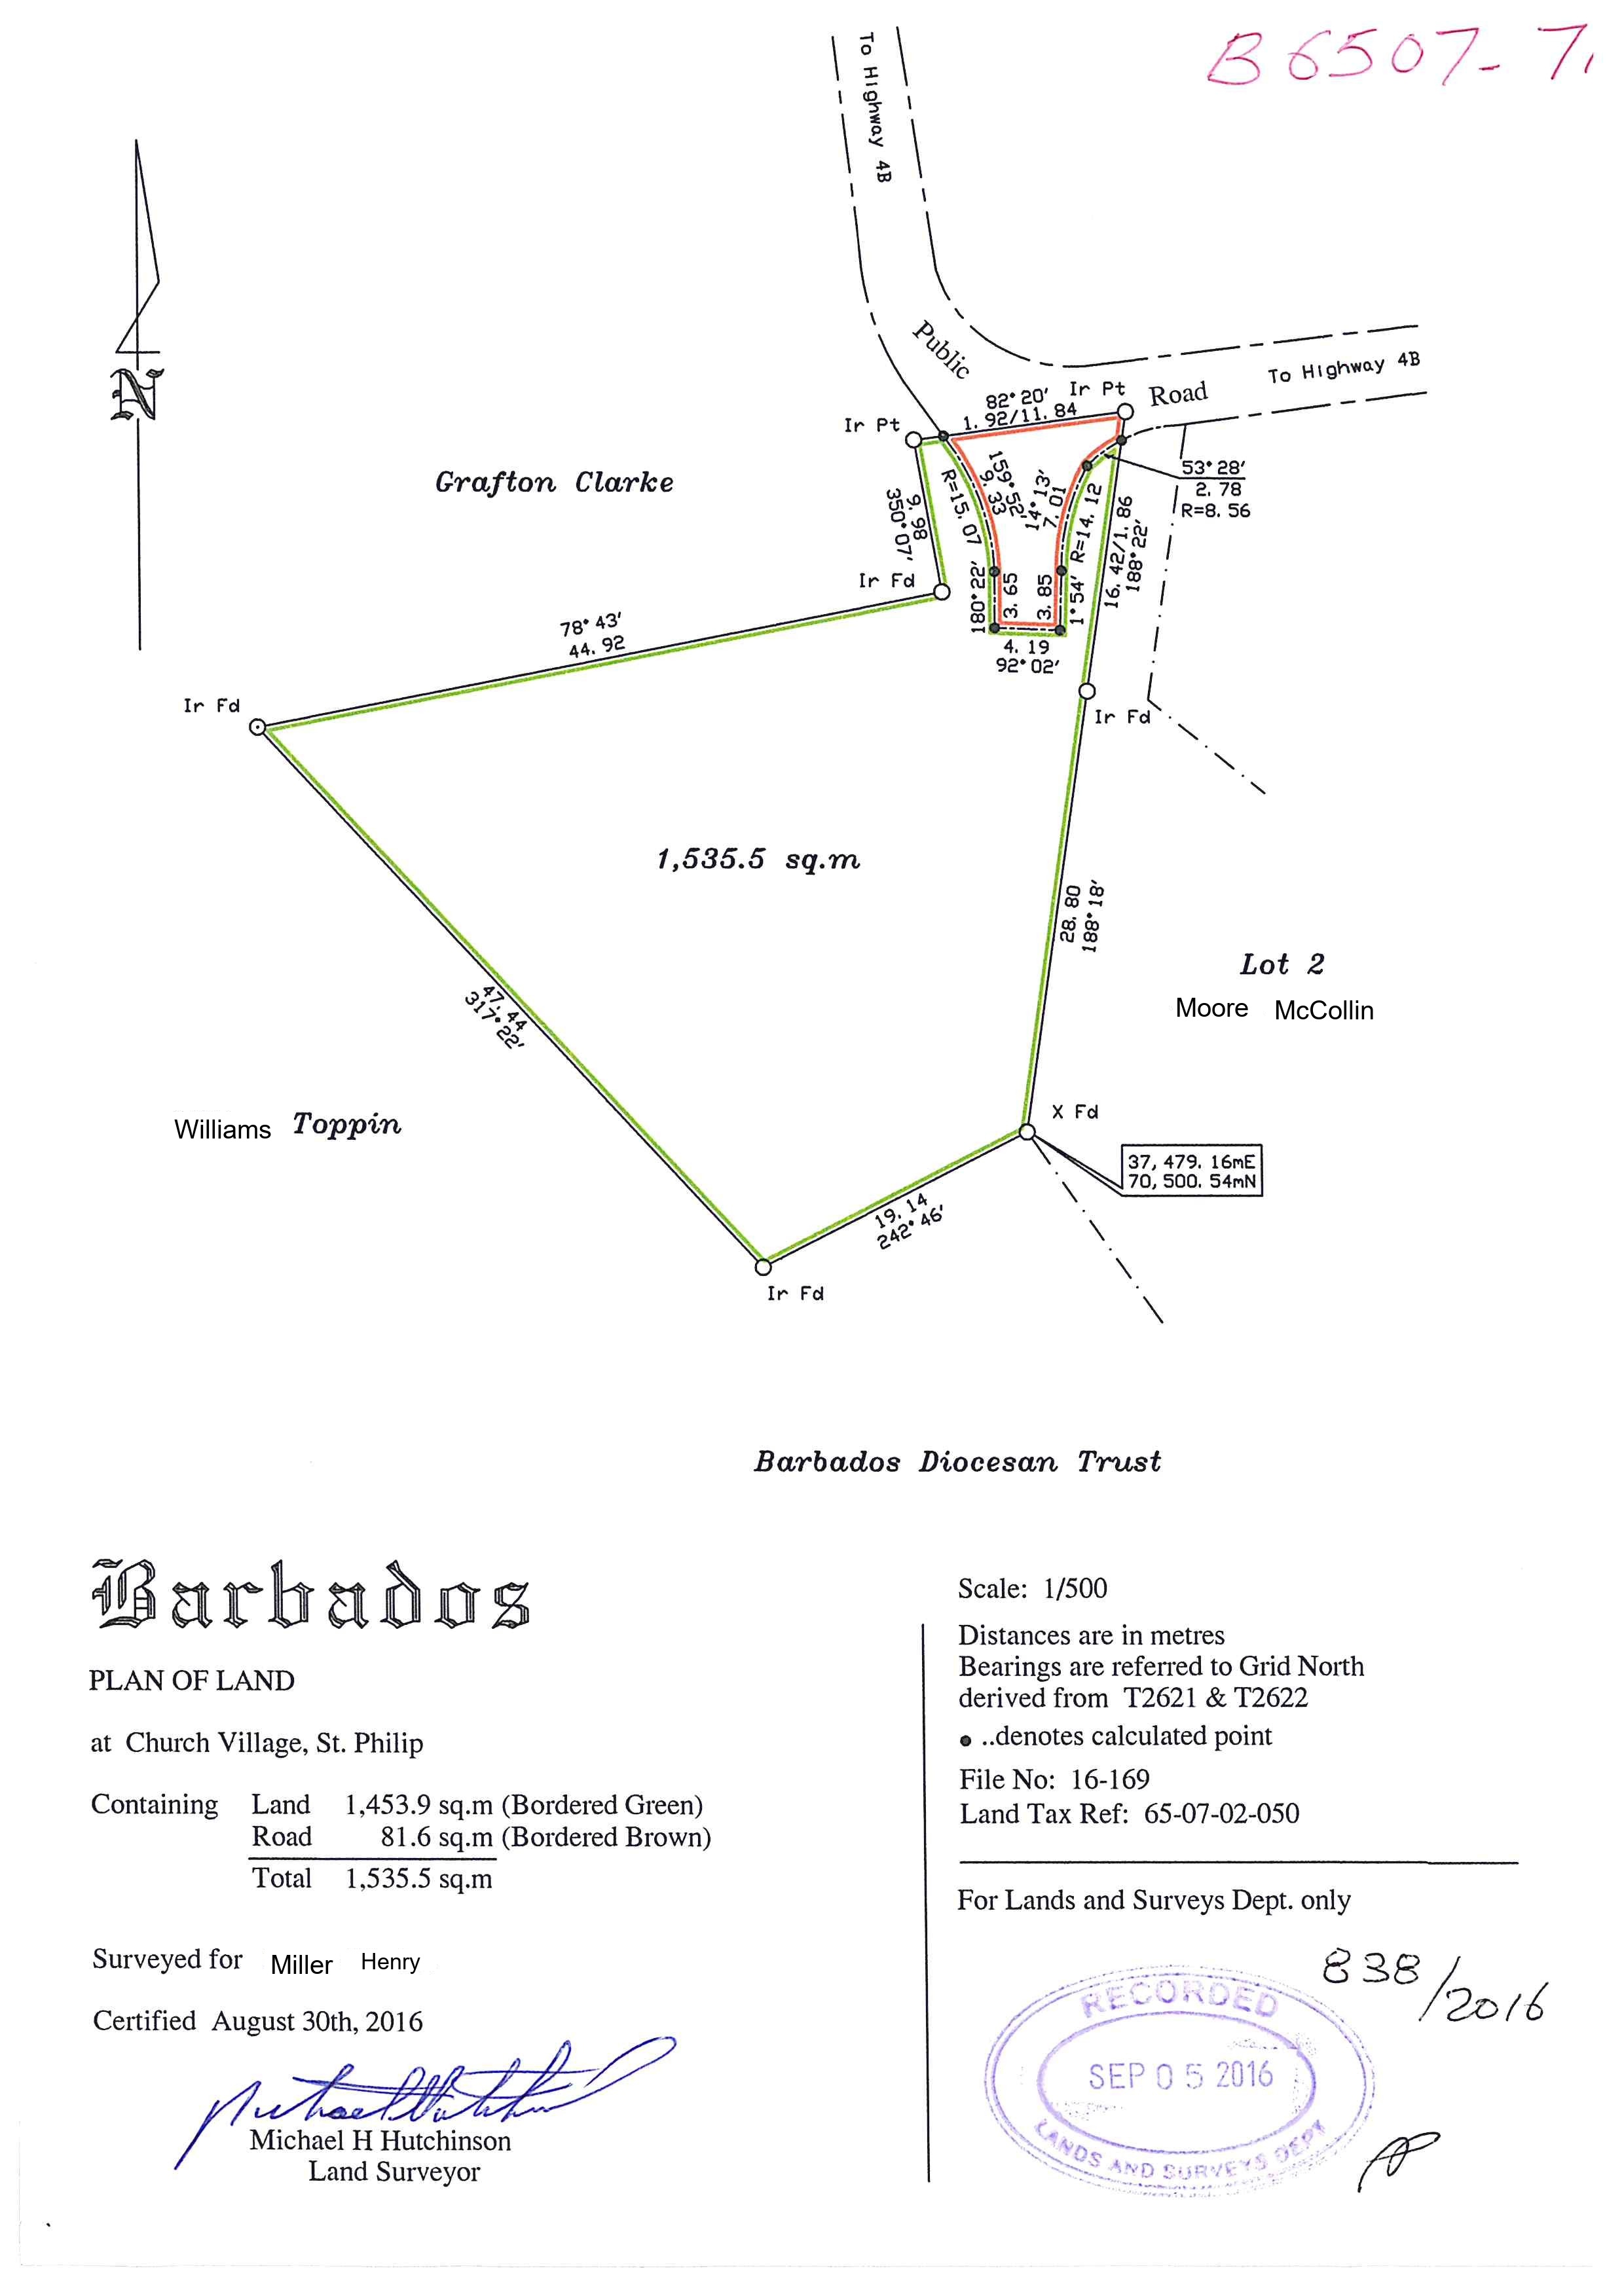 B 6507- 7.
To Highway 4B
Public
Road
To Highway 4B
Ir Pt
82° 20'
1. 92/11. 84
Ir Pt
Grafton Clarke
9. 98
350° 07'
R=15. 07
159° 52'
9. 33
14° 13'
7. 01
R=14. 12
53° 28'
2. 78
R=8. 56
16. 42/1. 86
188° 22'
Ir Fd
180° 22'
3. 65
3. 85
1° 54'
4. 19
92° 02'
78° 43'
44. 92
Ir Fd
Ir Fd
1,535.5 sq.m
28. 80
188° 18'
Lot 2
Moore McCollin
47. 44
317° 22'
Williams Toppin
X Fd
37, 479. 16mE
70, 500. 54mN
19. 14
242° 46'
Ir Fd
Barbados Diocesan Trust
N
Barbados
PLAN OF LAND
at Church Village, St. Philip
Containing Land 1,453.9 sq.m (Bordered Green)
Road 81.6 sq.m (Bordered Brown)
Total 1,535.5 sq.m
Surveyed for Miller Henry
Certified August 30th, 2016
Michael H Hutchinson
Land Surveyor
Scale: 1/500
Distances are in metres
Bearings are referred to Grid North
derived from T2621 & T2622
● ..denotes calculated point
File No: 16-169
Land Tax Ref: 65-07-02-050
For Lands and Surveys Dept. only
838/2016
RECORDED
SEP 05 2016
LANDS AND SURVEYS DEPT